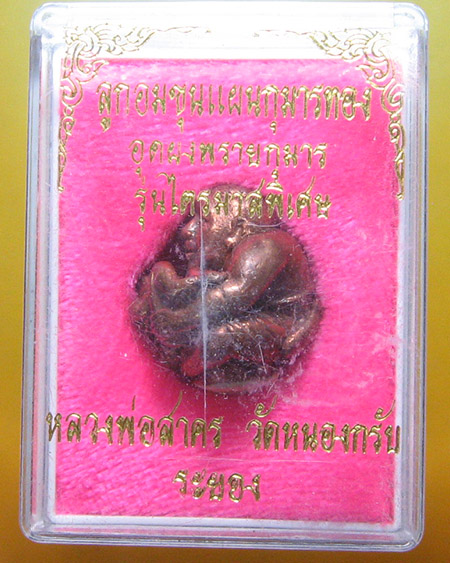 ลูกอมขุนแผนกุมารทอง
อุดผงพรายกุมาร
รุ่นไตรมาสพิเศษ
หลวงพ่อสาคร วัดหนองกรับ
ระยอง